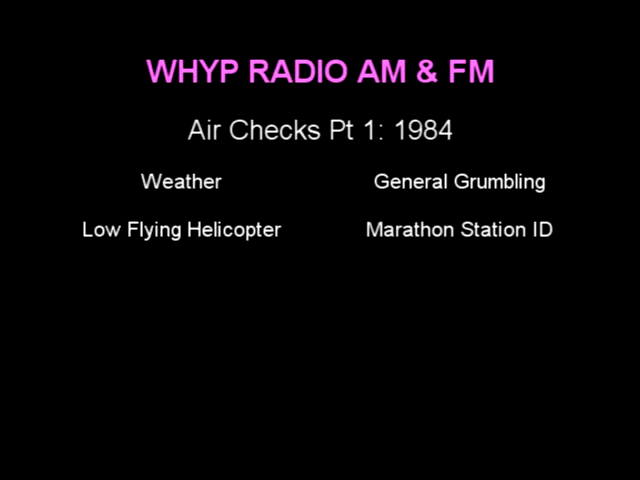 WHYP RADIO AM & FM
Air Checks Pt 1: 1984
Weather
General Grumbling
Low Flying Helicopter
Marathon Station ID